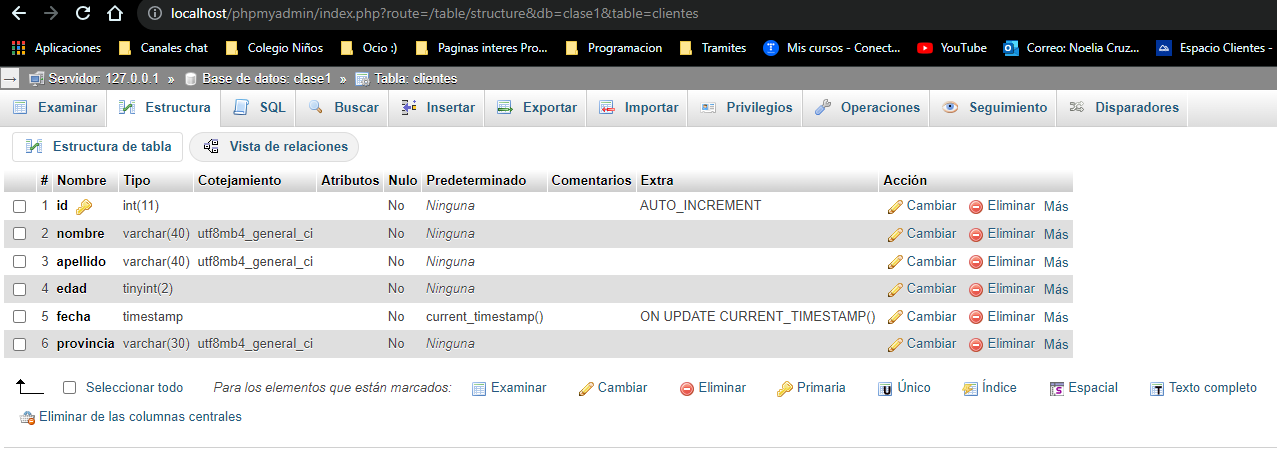 localhost/phpmyadmin/index.php?route=/table/structure&db=clase1&table=clientes
Aplicaciones Canales chat Colegio Niños Ocio :) Paginas interes Pro... Programacion Tramites Mis cursos - Conect... YouTube Correo: Noelia Cruz... Espacio Clientes -
Servidor: 127.0.0.1 » Base de datos: clase1 » Tabla: clientes
Examinar Estructura SQL Buscar Insertar Exportar Importar Privilegios Operaciones Seguimiento Disparadores
Estructura de tabla Vista de relaciones
# Nombre Tipo Cotejamiento Atributos Nulo Predeterminado Comentarios Extra Acción
1 id int(11) No Ninguna AUTO_INCREMENT Cambiar Eliminar Más
2 nombre varchar(40) utf8mb4_general_ci No Ninguna Cambiar Eliminar Más
3 apellido varchar(40) utf8mb4_general_ci No Ninguna Cambiar Eliminar Más
4 edad tinyint(2) No Ninguna Cambiar Eliminar Más
5 fecha timestamp No current_timestamp() ON UPDATE CURRENT_TIMESTAMP() Cambiar Eliminar Más
6 provincia varchar(30) utf8mb4_general_ci No Ninguna Cambiar Eliminar Más
Seleccionar todo Para los elementos que están marcados: Examinar Cambiar Eliminar Primaria Único Índice Espacial Texto completo
Eliminar de las columnas centrales